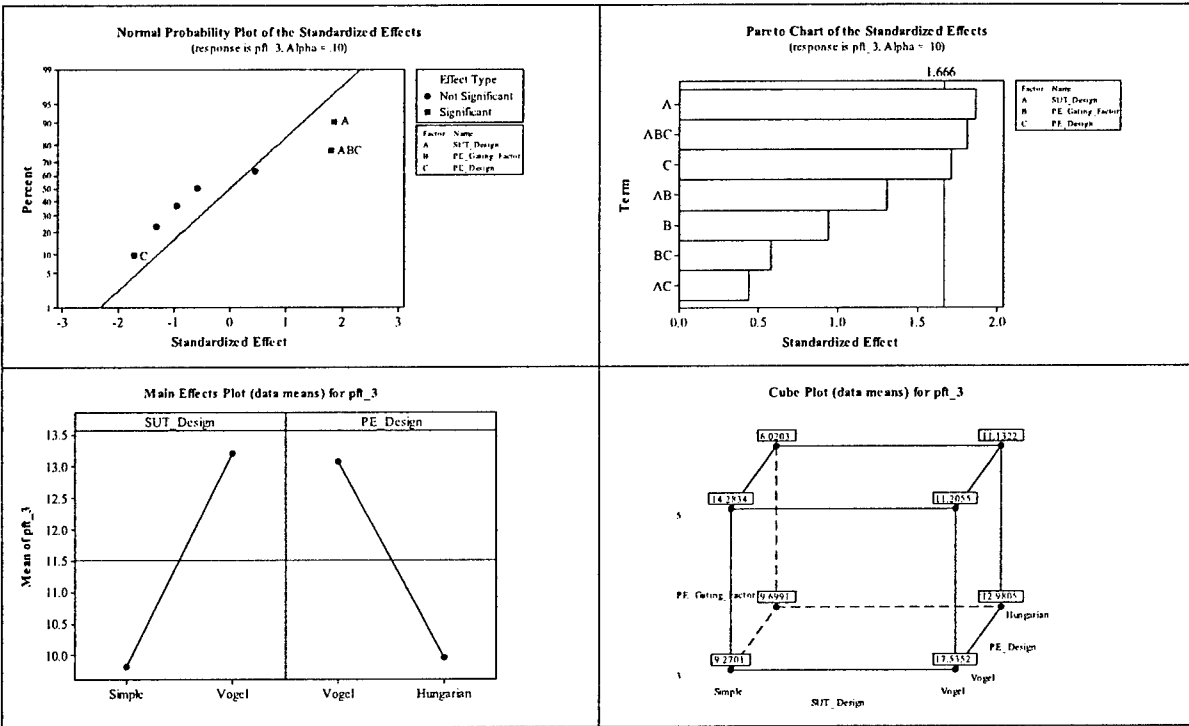 Normal Probability Plot of the Standardized Effects
(response is pft_3, Alpha = .10)
99
95
90
80
70
60
50
40
30
20
10
5
1
Percent
A
ABC
C
-3 -2 -1 0 1 2 3
Standardized Effect
Effect Type
Not Significant
Significant
Factor Name
A SUT_Design
B PE_Gating_Factor
C PE_Design
Pareto Chart of the Standardized Effects
(response is pft_3, Alpha = .10)
1.666
Term
A
ABC
C
AB
B
BC
AC
0.0 0.5 1.0 1.5 2.0
Standardized Effect
Factor Name
A SUT_Design
B PE_Gating_Factor
C PE_Design
Main Effects Plot (data means) for pft_3
SUT_Design PE_Design
13.5
13.0
12.5
12.0
11.5
11.0
10.5
10.0
Mean of pft_3
Simple Vogel Vogel Hungarian
Cube Plot (data means) for pft_3
6.0203 11.1322
14.2834 11.2055
5
PE_Gating_Factor
9.6991 12.9805
Hungarian
PE_Design
9.2701 17.5352
3 Vogel
Simple Vogel
SUT_Design